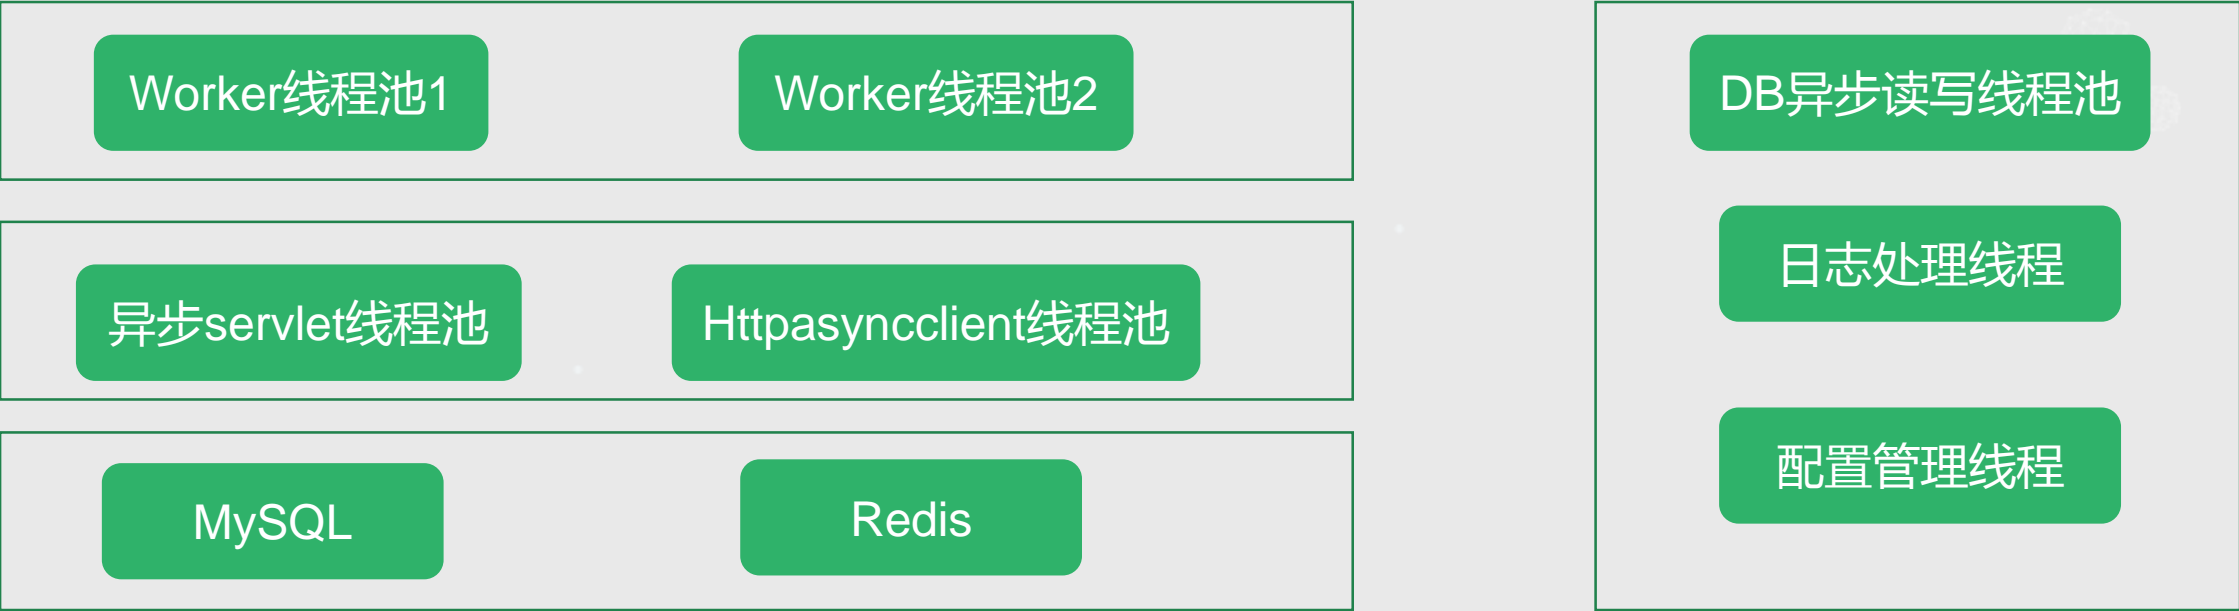 Worker线程池1
Worker线程池2
异步servlet线程池
Httpasyncclient线程池
MySQL
Redis
DB异步读写线程池
日志处理线程
配置管理线程